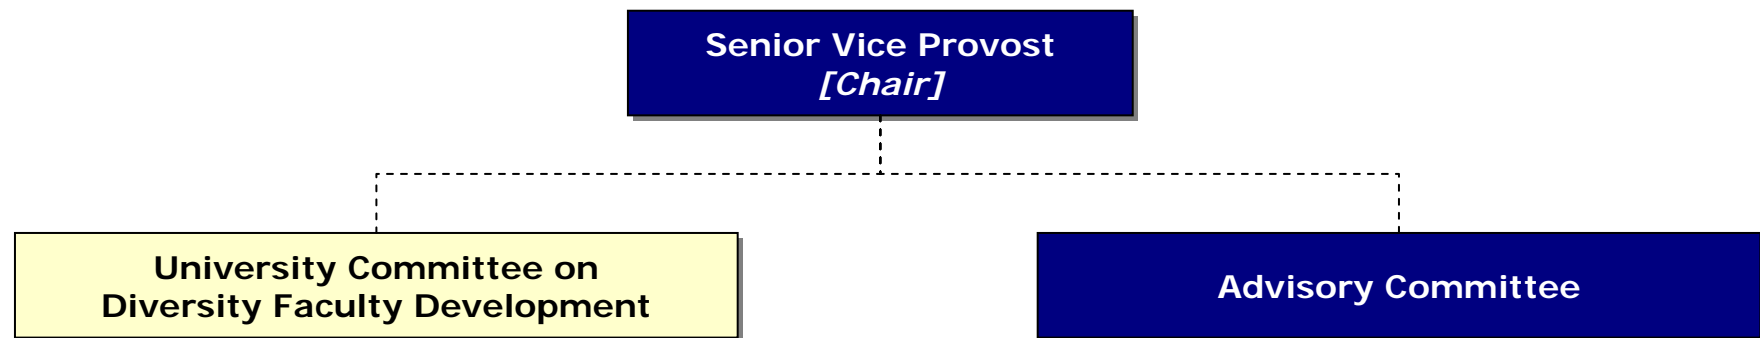 Senior Vice Provost
[Chair]
University Committee on
Diversity Faculty Development
Advisory Committee